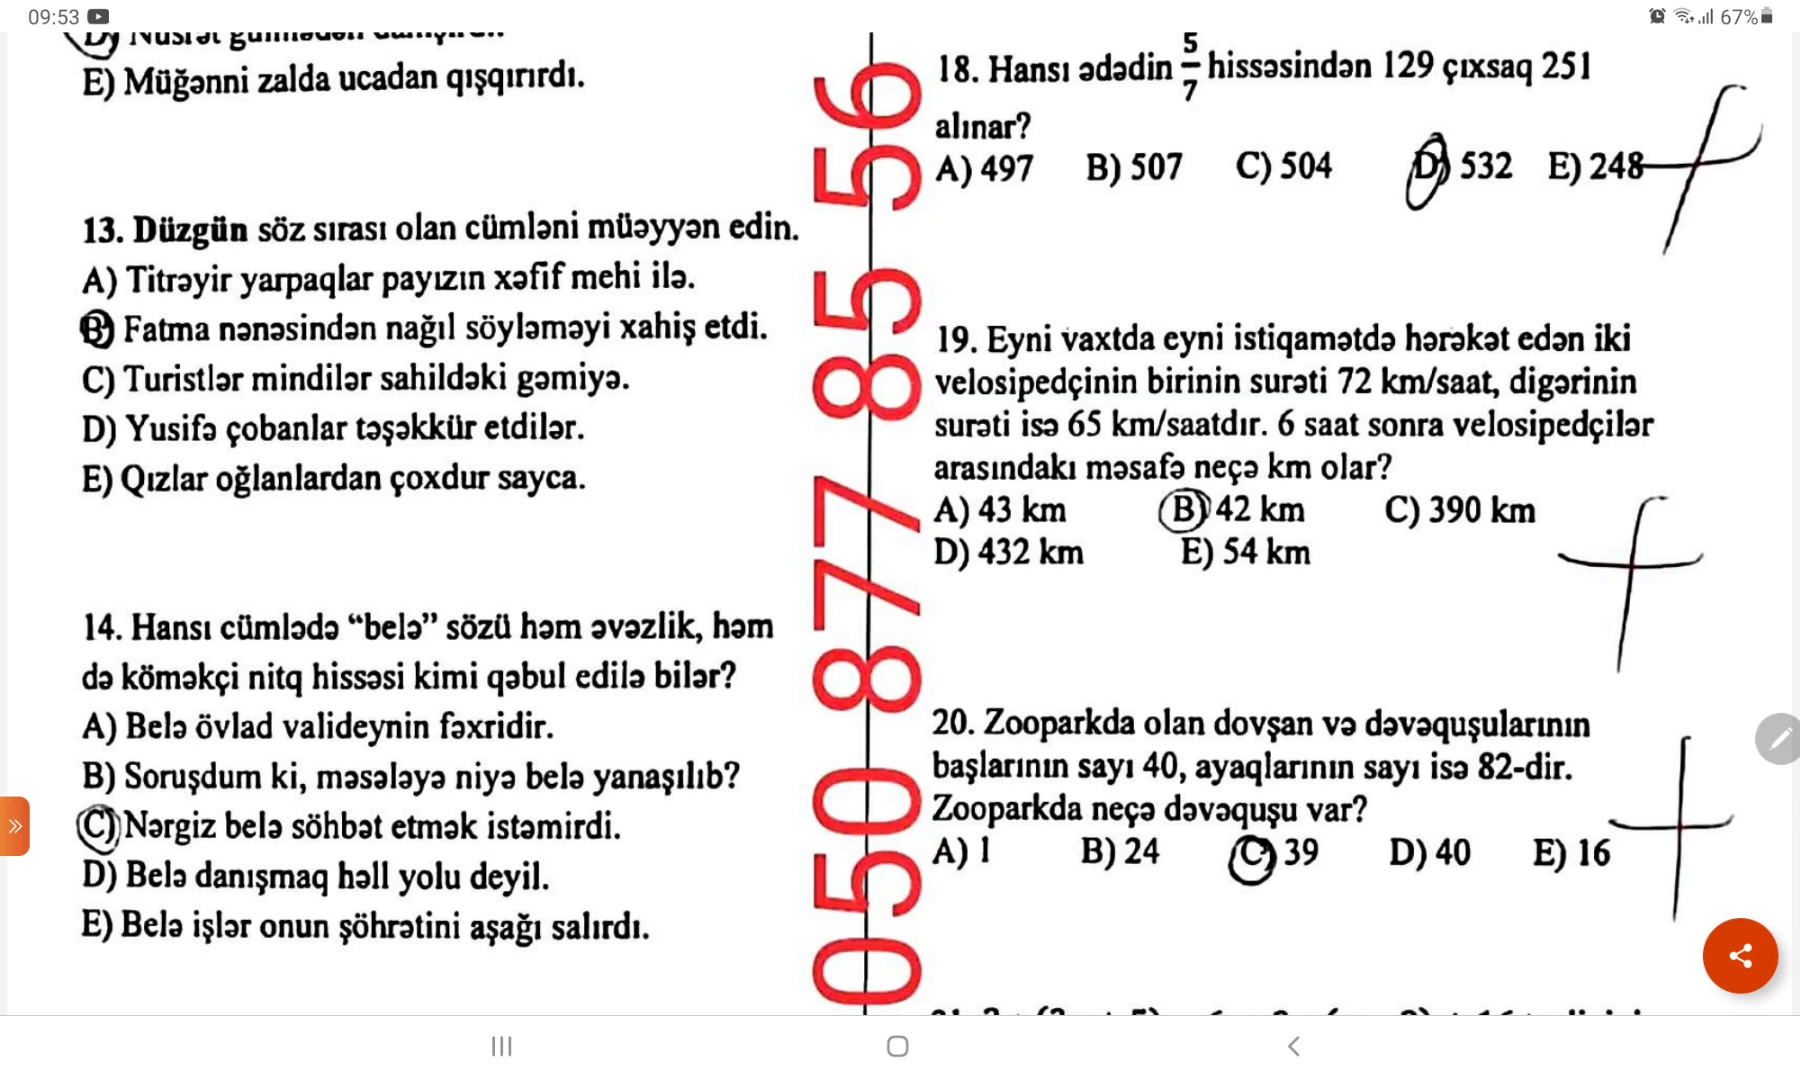 09:53
67%
E) Müğənni zalda ucadan qışqırırdı.
13. Düzgün söz sırası olan cümləni müəyyən edin.
A) Titrəyir yarpaqlar payızın xəfif mehi ilə.
B) Fatma nənəsindən nağıl söyləməyi xahiş etdi.
C) Turistlər mindilər sahildəki gəmiyə.
D) Yusifə çobanlar təşəkkür etdilər.
E) Qızlar oğlanlardan çoxdur sayca.
14. Hansı cümlədə “belə” sözü həm əvəzlik, həm
də köməkçi nitq hissəsi kimi qəbul edilə bilər?
A) Belə övlad valideynin fəxridir.
B) Soruşdum ki, məsələyə niyə belə yanaşılıb?
C) Nərgiz belə söhbət etmək istəmirdi.
D) Belə danışmaq həll yolu deyil.
E) Belə işlər onun şöhrətini aşağı salırdı.
050 877 85 56
18. Hansı ədədin 5/7 hissəsindən 129 çıxsaq 251
alınar?
A) 497 B) 507 C) 504 D) 532 E) 248
19. Eyni vaxtda eyni istiqamətdə hərəkət edən iki
velosipedçinin birinin surəti 72 km/saat, digərinin
surəti isə 65 km/saatdır. 6 saat sonra velosipedçilər
arasındakı məsafə neçə km olar?
A) 43 km B) 42 km C) 390 km
D) 432 km E) 54 km
20. Zooparkda olan dovşan və dəvəquşularının
başlarının sayı 40, ayaqlarının sayı isə 82-dir.
Zooparkda neçə dəvəquşu var?
A) 1 B) 24 C) 39 D) 40 E) 16